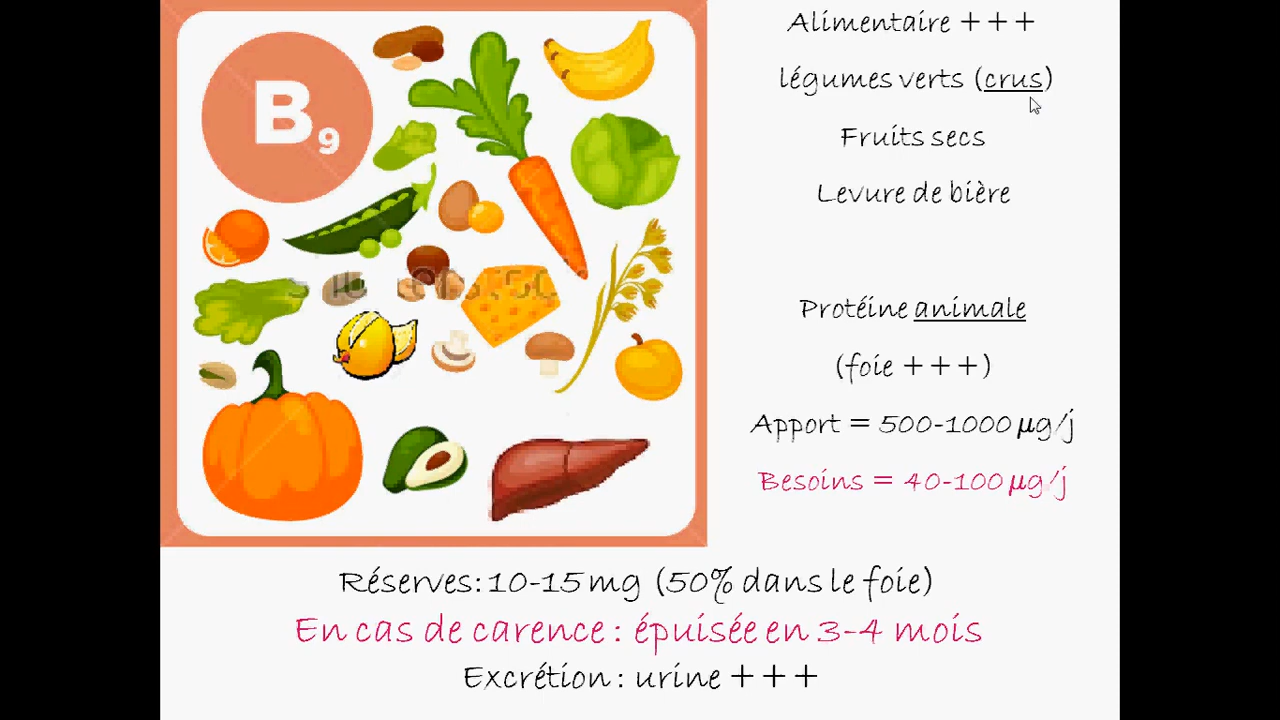 B9
Alimentaire +++
légumes verts (crus)
Fruits secs
Levure de bière
Protéine animale
(foie +++)
Apport = 500-1000 µg/j
Besoins = 40-100 µg/j
Réserves: 10-15 mg (50% dans le foie)
En cas de carence : épuisée en 3-4 mois
Excrétion : urine +++